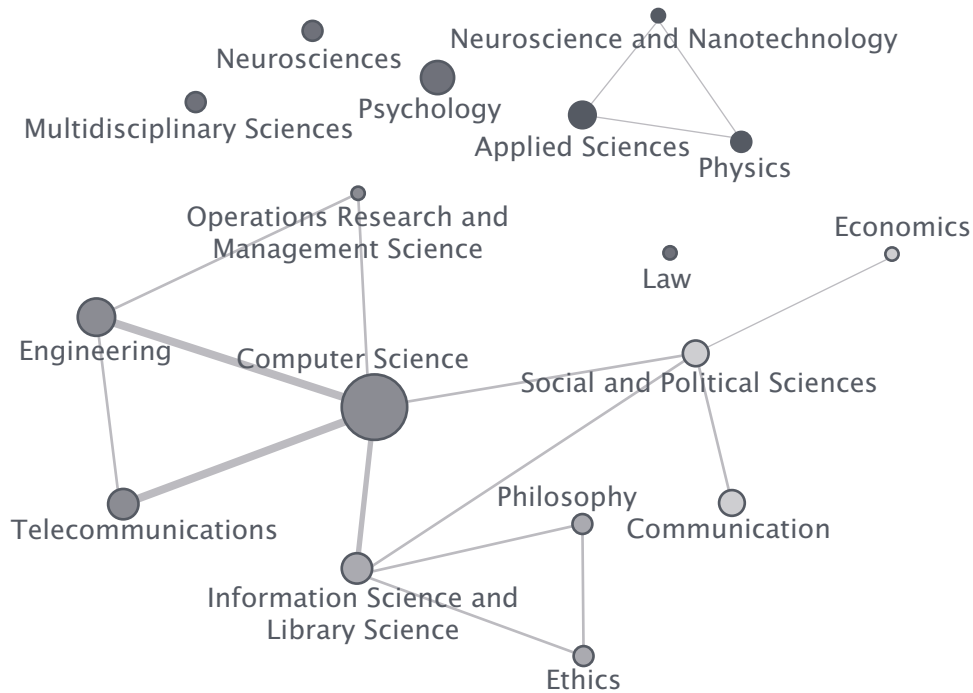 Neuroscience and Nanotechnology
Neurosciences
Psychology
Multidisciplinary Sciences
Applied Sciences
Physics
Operations Research and
Management Science
Economics
Law
Engineering
Computer Science
Social and Political Sciences
Philosophy
Telecommunications
Communication
Information Science and
Library Science
Ethics